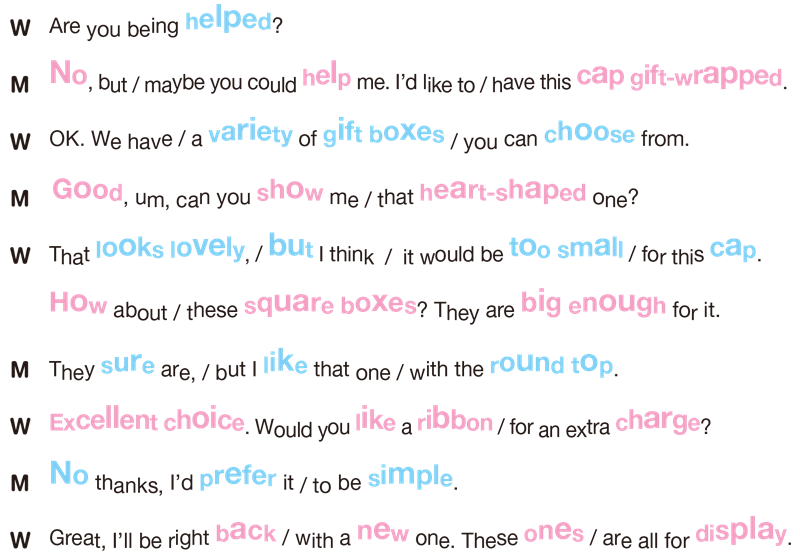 W Are you being helped?
M No, but / maybe you could help me. I'd like to / have this cap gift-wrapped.
W OK. We have / a variety of gift boxes / you can choose from.
M Good, um, can you show me / that heart-shaped one?
W That looks lovely, / but I think / it would be too small / for this cap.
How about / these square boxes? They are big enough for it.
M They sure are, / but I like that one / with the round top.
W Excellent choice. Would you like a ribbon / for an extra charge?
M No thanks, I'd prefer it / to be simple.
W Great, I'll be right back / with a new one. These ones / are all for display.